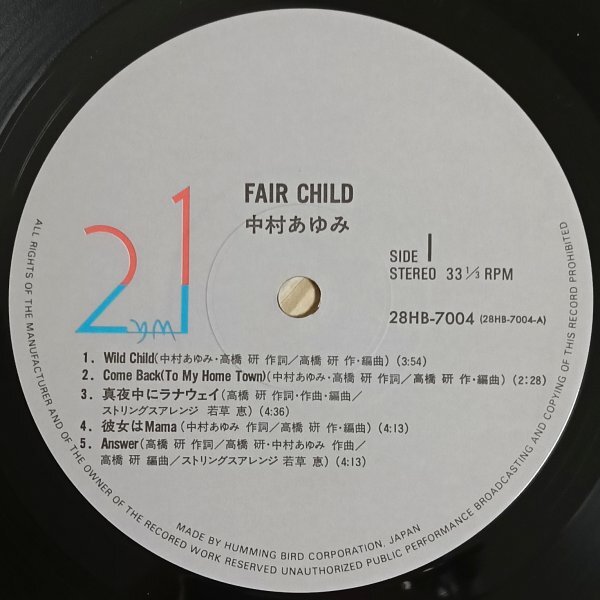 FAIR CHILD
中村あゆみ
21
SIDE 1
STEREO 33 1/3 RPM
28HB-7004 (28HB-7004-A)
1. Wild Child(中村あゆみ・高橋 研 作詞／高橋 研 作・編曲) (3:54)
2. Come Back(To My Home Town)(中村あゆみ・高橋 研 作詞／高橋 研 作・編曲) (2:28)
3. 真夜中にラナウェイ(高橋 研 作詞・作曲・編曲／
ストリングスアレンジ 若草 恵) (4:36)
4. 彼女はMama (中村あゆみ 作詞／高橋 研 作・編曲) (4:13)
5. Answer(高橋 研 作詞／高橋 研・中村あゆみ 作曲／
高橋 研 編曲／ストリングスアレンジ 若草 恵) (4:13)
MADE BY HUMMING BIRD CORPORATION, JAPAN
ALL RIGHTS OF THE MANUFACTURER AND OF THE OWNER OF THE RECORED WORK RESERVED UNAUTHORIZED PUBLIC PERFORMANCE BROADCASTING AND COPYING OF THIS RECORD PROHIBITED